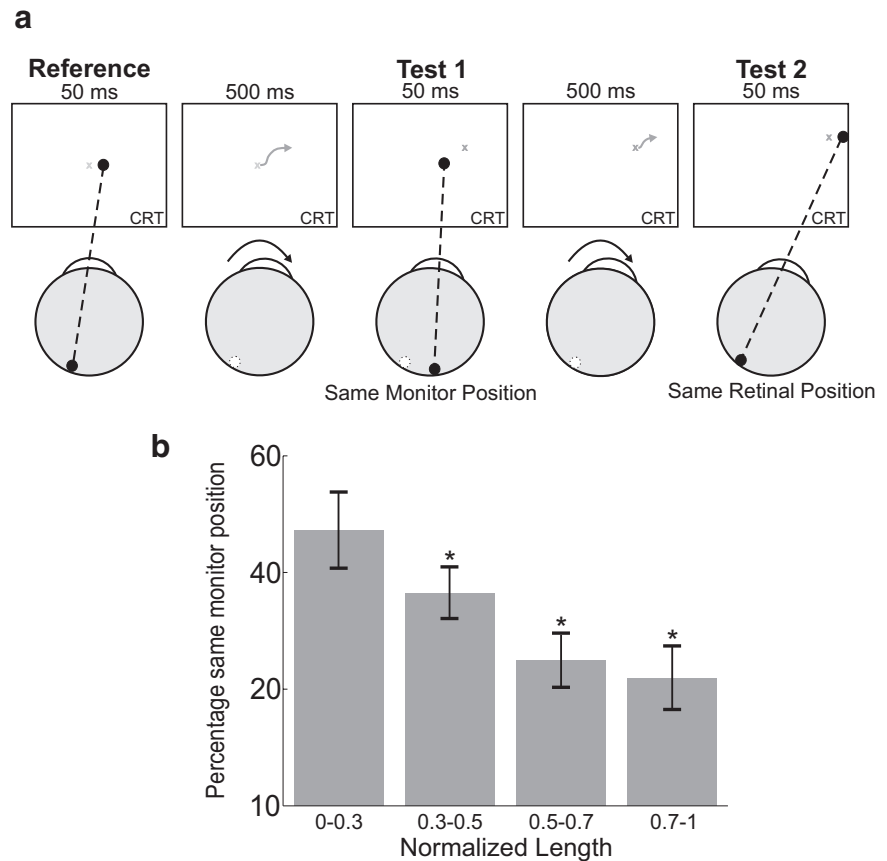 a
Reference
50 ms
500 ms
Test 1
50 ms
500 ms
Test 2
50 ms
x
CRT
CRT
x
CRT
x
CRT
x
CRT
Same Monitor Position
Same Retinal Position
b
Percentage same monitor position
60
40
20
10
*
*
*
0-0.3
0.3-0.5
0.5-0.7
0.7-1
Normalized Length